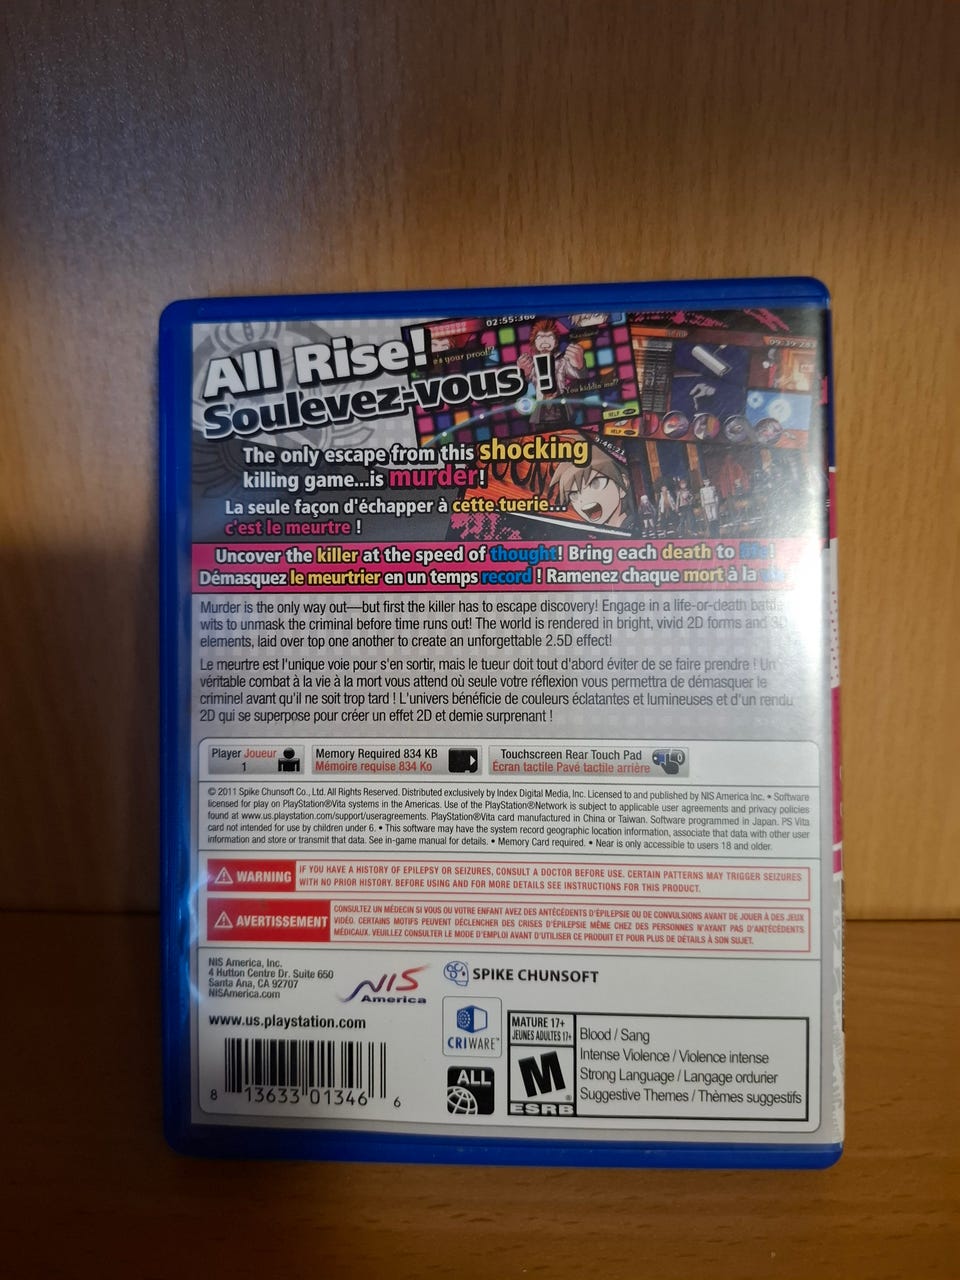 02:55:366
All Rise!
Soulevez-vous !
s your proof!?
You kiddin me!?
HELP
HELP
09:39:283
9:46:21
The only escape from this shocking
killing game...is murder!
La seule façon d'échapper à cette tuerie...
c'est le meurtre !
Uncover the killer at the speed of thought! Bring each death to life!
Démasquez le meurtrier en un temps record ! Ramenez chaque mort à la
Murder is the only way out—but first the killer has to escape discovery! Engage in a life-or-death battle
wits to unmask the criminal before time runs out! The world is rendered in bright, vivid 2D forms and 3D
elements, laid over top one another to create an unforgettable 2.5D effect!
Le meurtre est l'unique voie pour s'en sortir, mais le tueur doit tout d'abord éviter de se faire prendre ! Un
véritable combat à la vie à la mort vous attend où seule votre réflexion vous permettra de démasquer le
criminel avant qu'il ne soit trop tard ! L'univers bénéficie de couleurs éclatantes et lumineuses et d'un rendu
2D qui se superpose pour créer un effet 2D et demie surprenant !
Player Joueur
1
Memory Required 834 KB
Mémoire requise 834 Ko
Touchscreen Rear Touch Pad
Écran tactile Pavé tactile arrière
© 2011 Spike Chunsoft Co., Ltd. All Rights Reserved. Distributed exclusively by Index Digital Media, Inc. Licensed to and published by NIS America Inc. • Software
licensed for play on PlayStation®Vita systems in the Americas. Use of the PlayStation®Network is subject to applicable user agreements and privacy policies
found at www.us.playstation.com/support/useragreements. PlayStation®Vita card manufactured in China or Taiwan. Software programmed in Japan. PS Vita
card not intended for use by children under 6. • This software may have the system record geographic location information, associate that data with other user
information and store or transmit that data. See in-game manual for details. • Memory Card required. • Near is only accessible to users 18 and older.
WARNING
IF YOU HAVE A HISTORY OF EPILEPSY OR SEIZURES, CONSULT A DOCTOR BEFORE USE. CERTAIN PATTERNS MAY TRIGGER SEIZURES
WITH NO PRIOR HISTORY. BEFORE USING AND FOR MORE DETAILS SEE INSTRUCTIONS FOR THIS PRODUCT.
AVERTISSEMENT
CONSULTEZ UN MÉDECIN SI VOUS OU VOTRE ENFANT AVEZ DES ANTÉCÉDENTS D'ÉPILEPSIE OU DE CONVULSIONS AVANT DE JOUER À DES JEUX
VIDÉO. CERTAINS MOTIFS PEUVENT DÉCLENCHER DES CRISES D'ÉPILEPSIE MÊME CHEZ DES PERSONNES N'AYANT PAS D'ANTÉCÉDENTS
MÉDICAUX. VEUILLEZ CONSULTER LE MODE D'EMPLOI AVANT D'UTILISER CE PRODUIT ET POUR PLUS DE DÉTAILS À SON SUJET.
NIS America, Inc.
4 Hutton Centre Dr. Suite 650
Santa Ana, CA 92707
NISAmerica.com
NIS
America
SPIKE CHUNSOFT
www.us.playstation.com
CRIWARE™
ALL
8 13633 01346 6
MATURE 17+
JEUNES ADULTES 17+
M
®
ESRB
Blood / Sang
Intense Violence / Violence intense
Strong Language / Langage ordurier
Suggestive Themes / Thèmes suggestifs